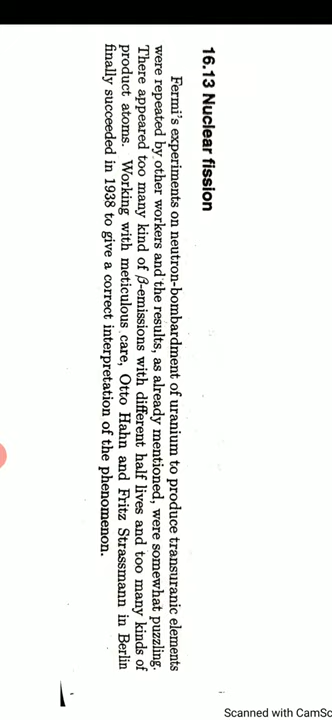 16.13 Nuclear fission
Fermi's experiments on neutron-bombardment of uranium to produce transuranic elements
were repeated by other workers and the results, as already mentioned, were somewhat puzzling.
There appeared too many kind of β-emissions with different half lives and too many kinds of
product atoms. Working with meticulous care, Otto Hahn and Fritz Strassmann in Berlin
finally succeeded in 1938 to give a correct interpretation of the phenomenon.
Scanned with CamSc